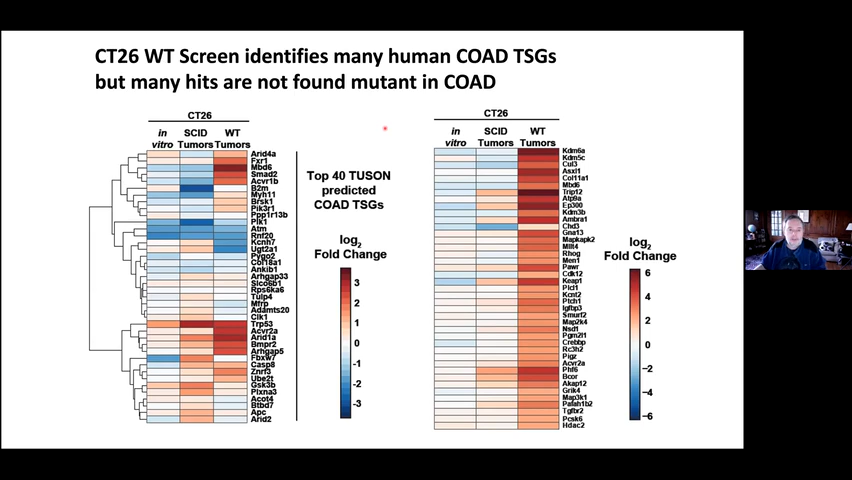 CT26 WT Screen identifies many human COAD TSGs
but many hits are not found mutant in COAD
CT26
in vitro
SCID Tumors
WT Tumors
Arid4a
Fxr1
Mbd6
Smad2
Acvr1b
B2m
Myh11
Brsk1
Pik3r1
Ppp1r13b
Plk1
Atm
Rnf20
Kcnh7
Ugt2a1
Pygo2
Col18a1
Ankib1
Arhgap33
Slco6b1
Rps6ka6
Tulp4
Mfrp
Adamts20
Clk1
Trp53
Acvr2a
Arid1a
Bmpr2
Arhgap5
Fbxw7
Casp8
Znrf3
Ube2t
Gsk3b
Plxna3
Acot4
Btbd7
Apc
Arid2
Top 40 TUSON
predicted
COAD TSGs
log2
Fold Change
3
2
1
0
-1
-2
-3
CT26
in vitro
SCID Tumors
WT Tumors
Kdm6a
Kdm5c
Cul3
Asxl1
Col11a1
Mbd6
Trip12
Atp9a
Ep300
Kdm3b
Ambra1
Chd3
Gna13
Mapkapk2
Mllt4
Rhog
Men1
Pawr
Cdk12
Keap1
Plcl1
Kcnt2
Ptch1
Igfbp3
Smurf2
Map2k4
Nsd1
Pgm2l1
Crebbp
Rc3h2
Pigz
Acvr2a
Phf6
Bcor
Akap12
Grik4
Map3k1
Pafah1b2
Tgfbr2
Pcsk6
Hdac2
log2
Fold Change
6
4
2
0
−2
−4
−6